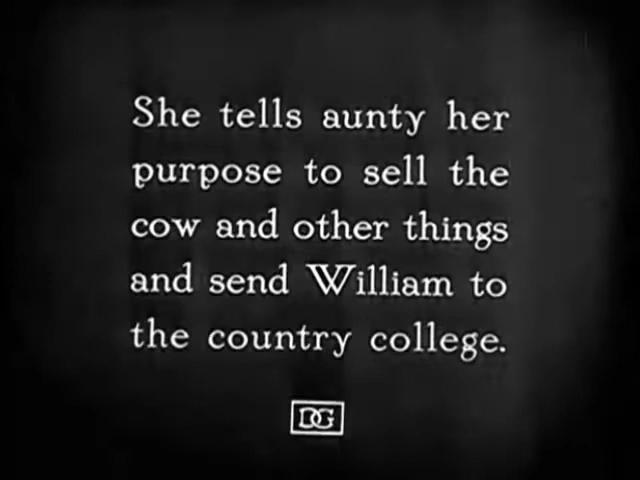 She tells aunty her
purpose to sell the
cow and other things
and send William to
the country college.
DG